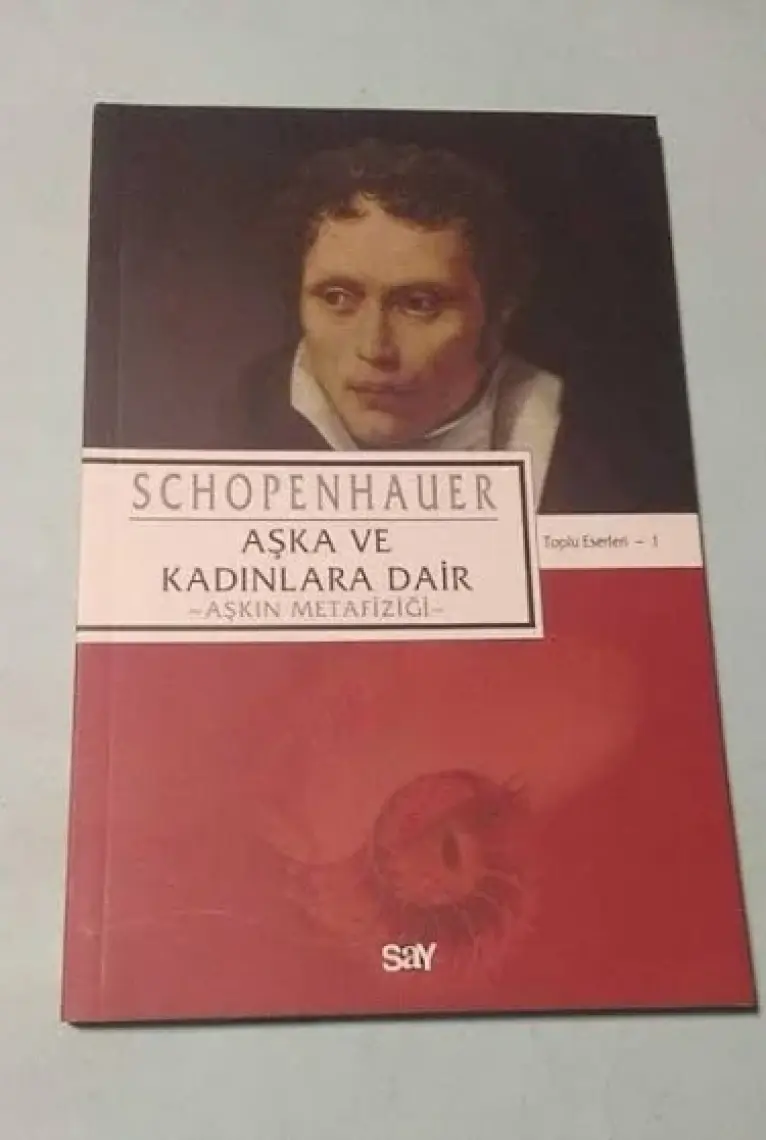 SCHOPENHAUER
AŞKA VE
KADINLARA DAİR
~AŞKIN METAFİZİĞİ~
Toplu Eserleri - 1
SaY